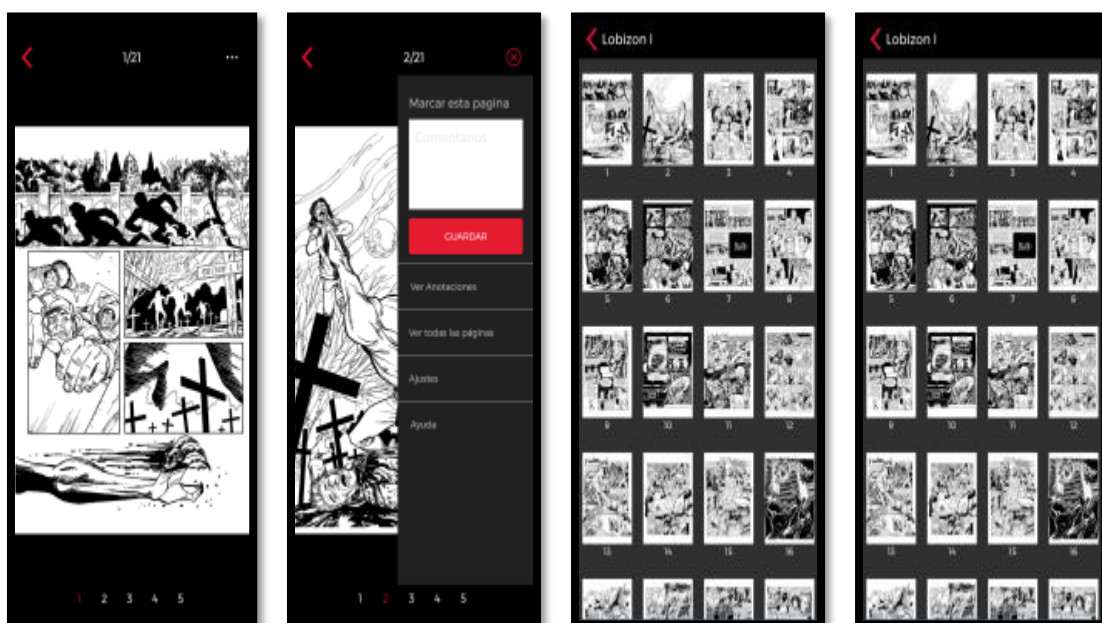 1/21
...
1 2 3 4 5
2/21
Marcar esta pagina
Comentarios
GUARDAR
Ver Anotaciones
Ver todas las páginas
Ajustes
Ayuda
1 2 3 4 5
Lobizon I
1 2 3 4
5 6 7 8
9 10 11 12
13 14 15 16
Lobizon I
1 2 3 4
5 6 7 8
9 10 11 12
13 14 15 16